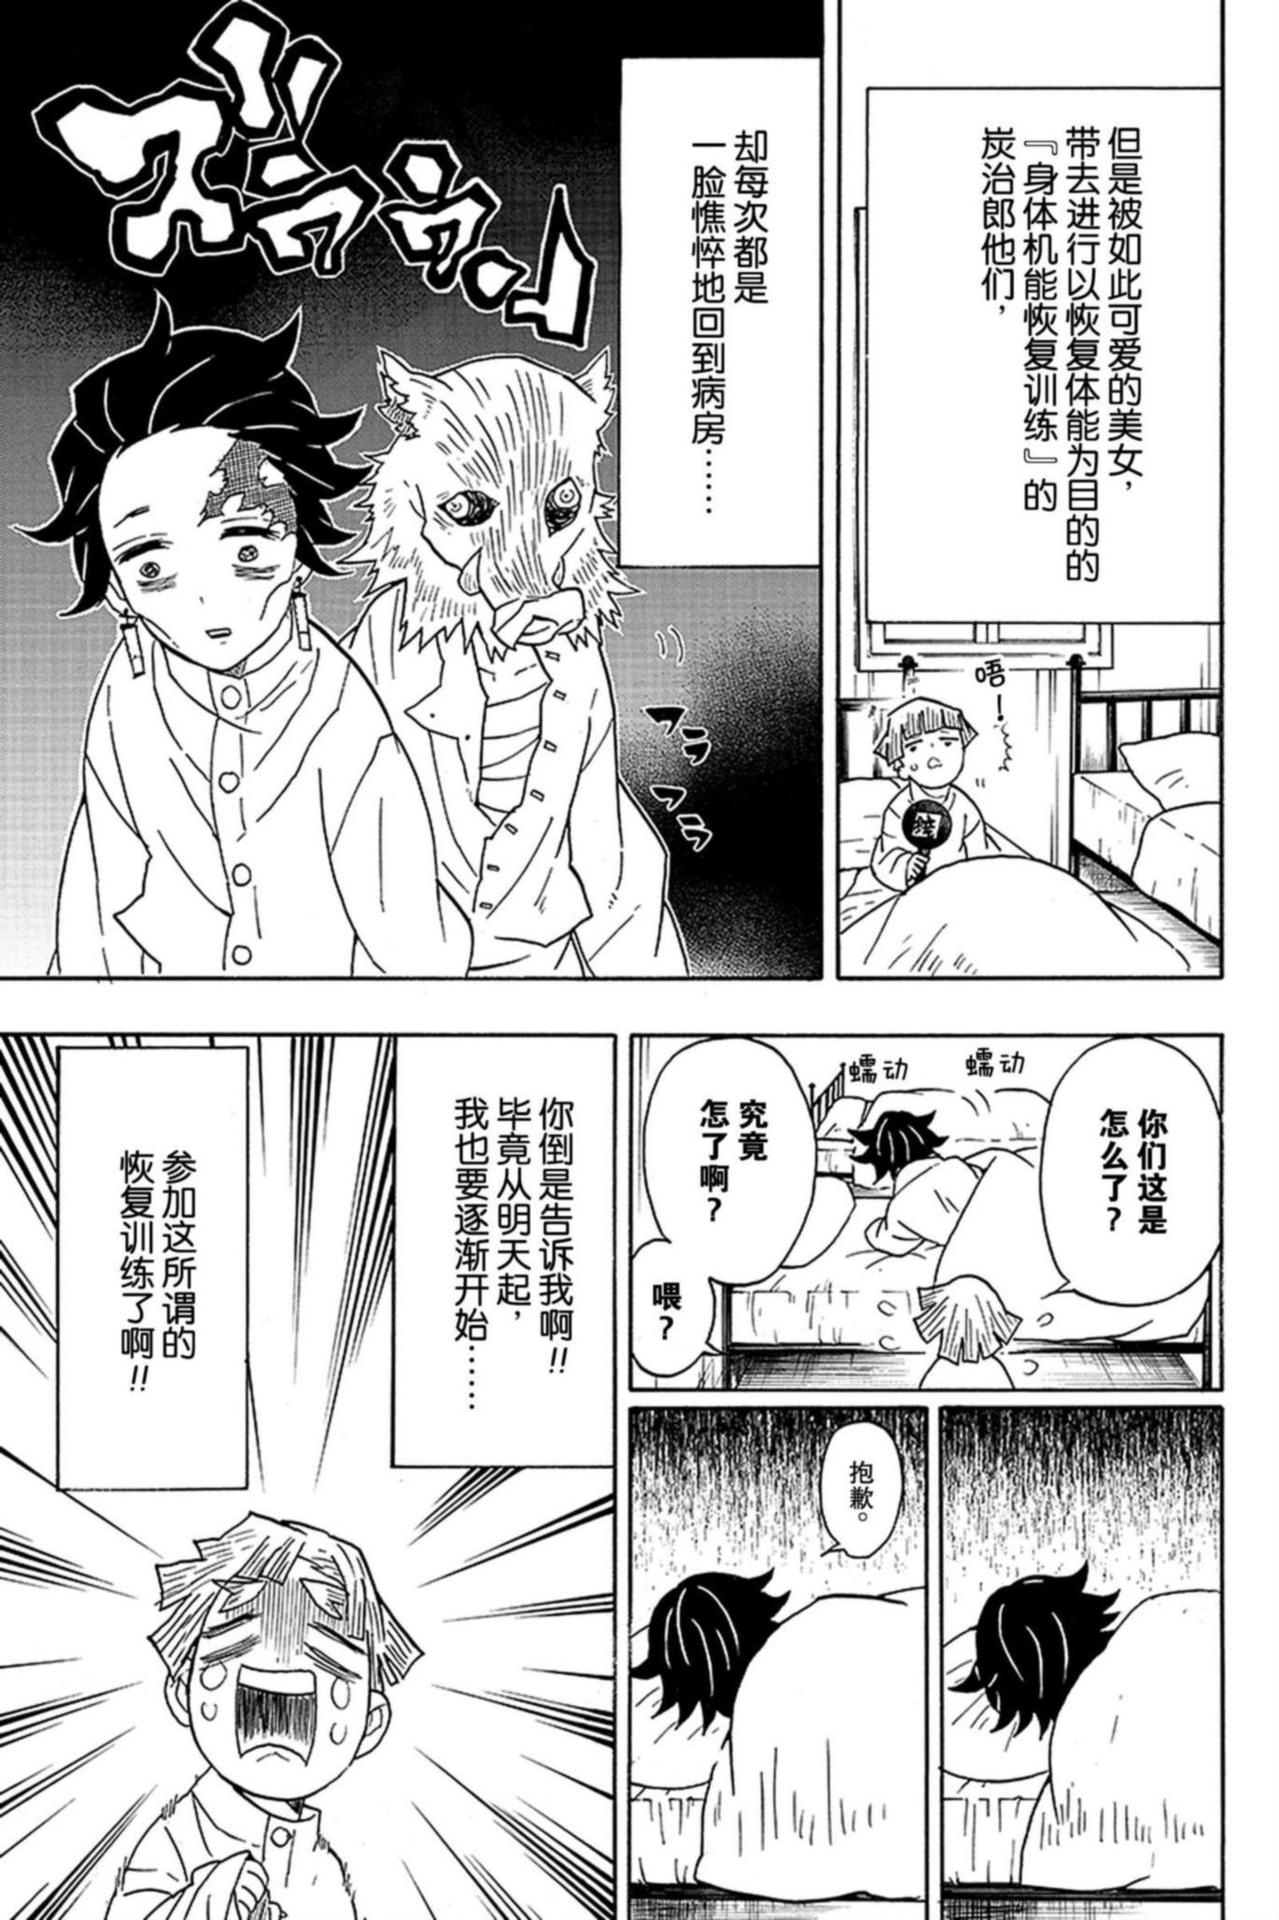 但是被如此可爱的美女，
带去进行以恢复体能为目的的
『身体机能恢复训练』的
炭治郎他们，
唔！
却每次都是
一脸憔悴地回到病房……
フラ
フラ
你们这是
怎么了？
蠕动
蠕动
究竟
怎了啊？
喂？
抱歉。
你倒是告诉我啊!!
毕竟从明天起，
我也要逐渐开始……
参加这所谓的
恢复训练了啊!!